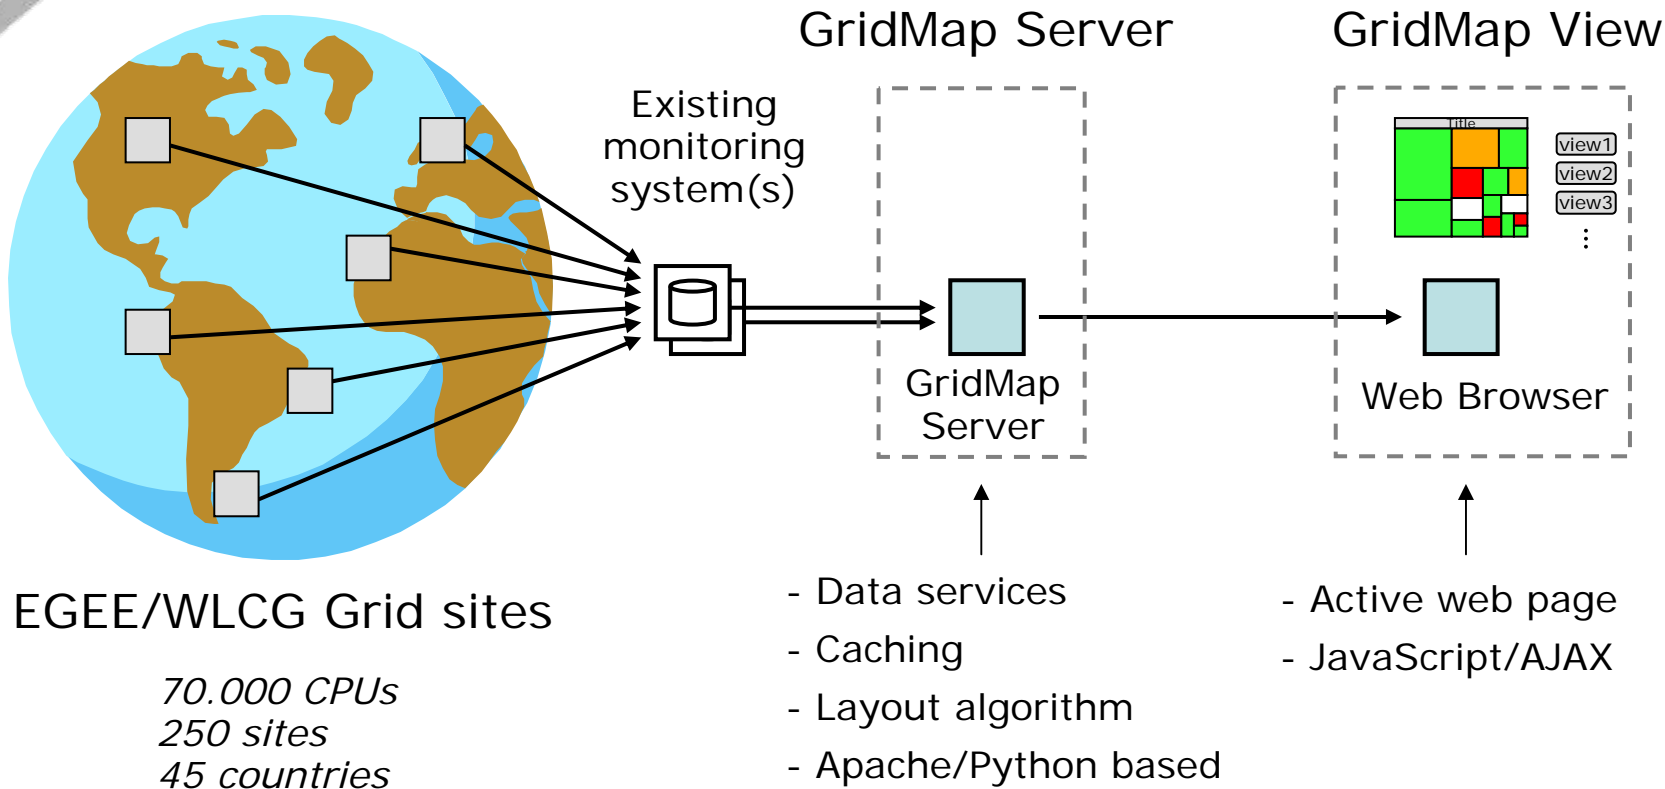 GridMap Server
GridMap View
Existing
monitoring
system(s)
Title
view1
view2
view3
GridMap
Server
Web Browser
EGEE/WLCG Grid sites
70.000 CPUs
250 sites
45 countries
- Data services
- Caching
- Layout algorithm
- Apache/Python based
- Active web page
- JavaScript/AJAX